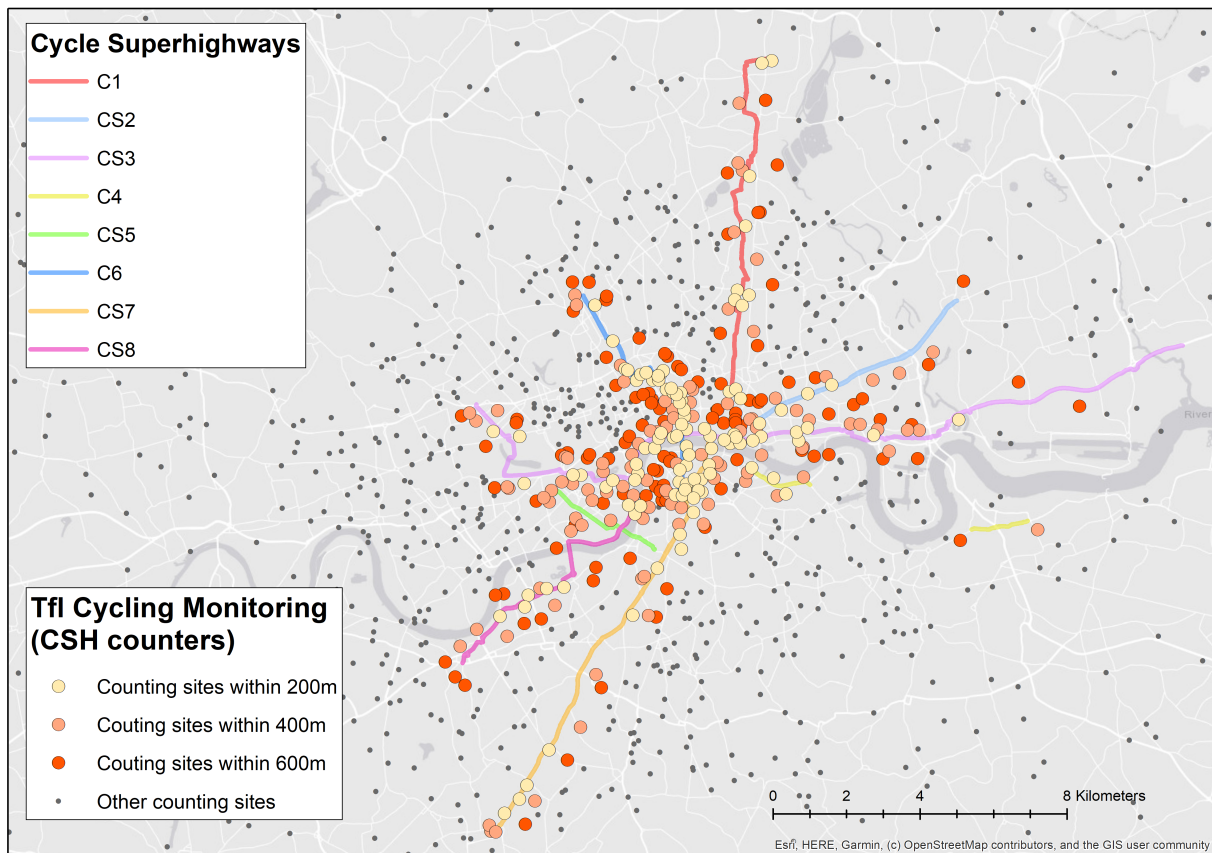 Cycle Superhighways
C1
CS2
CS3
C4
CS5
C6
CS7
CS8
River
Tfl Cycling Monitoring
(CSH counters)
Counting sites within 200m
Couting sites within 400m
Couting sites within 600m
Other counting sites
0 2 4 8 Kilometers
Esri, HERE, Garmin, (c) OpenStreetMap contributors, and the GIS user community